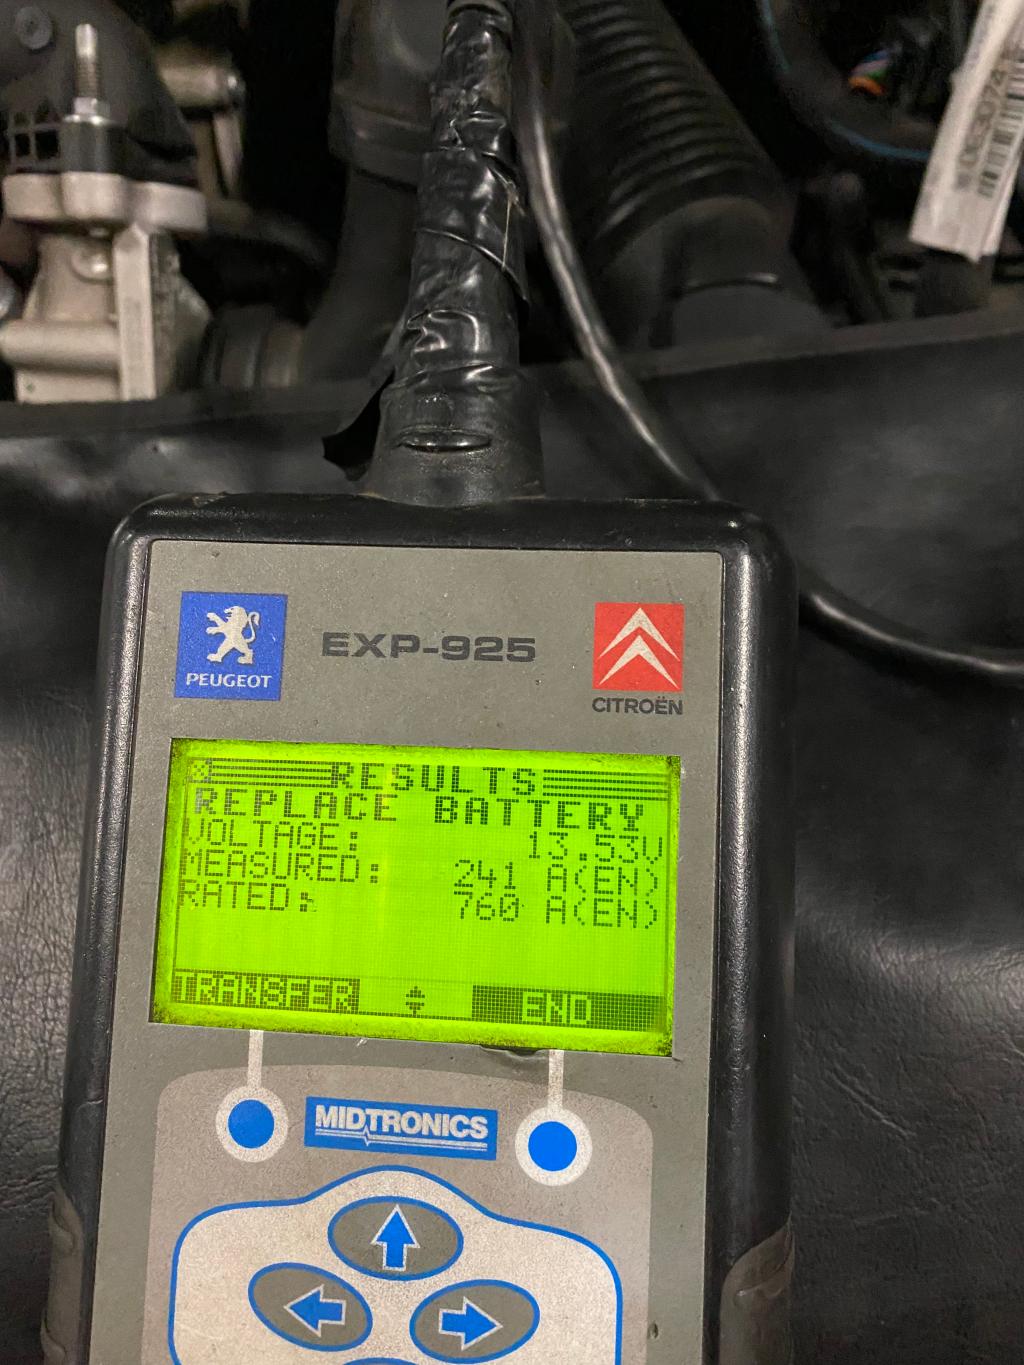 PEUGEOT
EXP-925
CITROËN
RESULTS
REPLACE BATTERY
VOLTAGE: 13.53V
MEASURED: 241 A(EN)
RATED: 760 A(EN)
TRANSFER END
MIDTRONICS